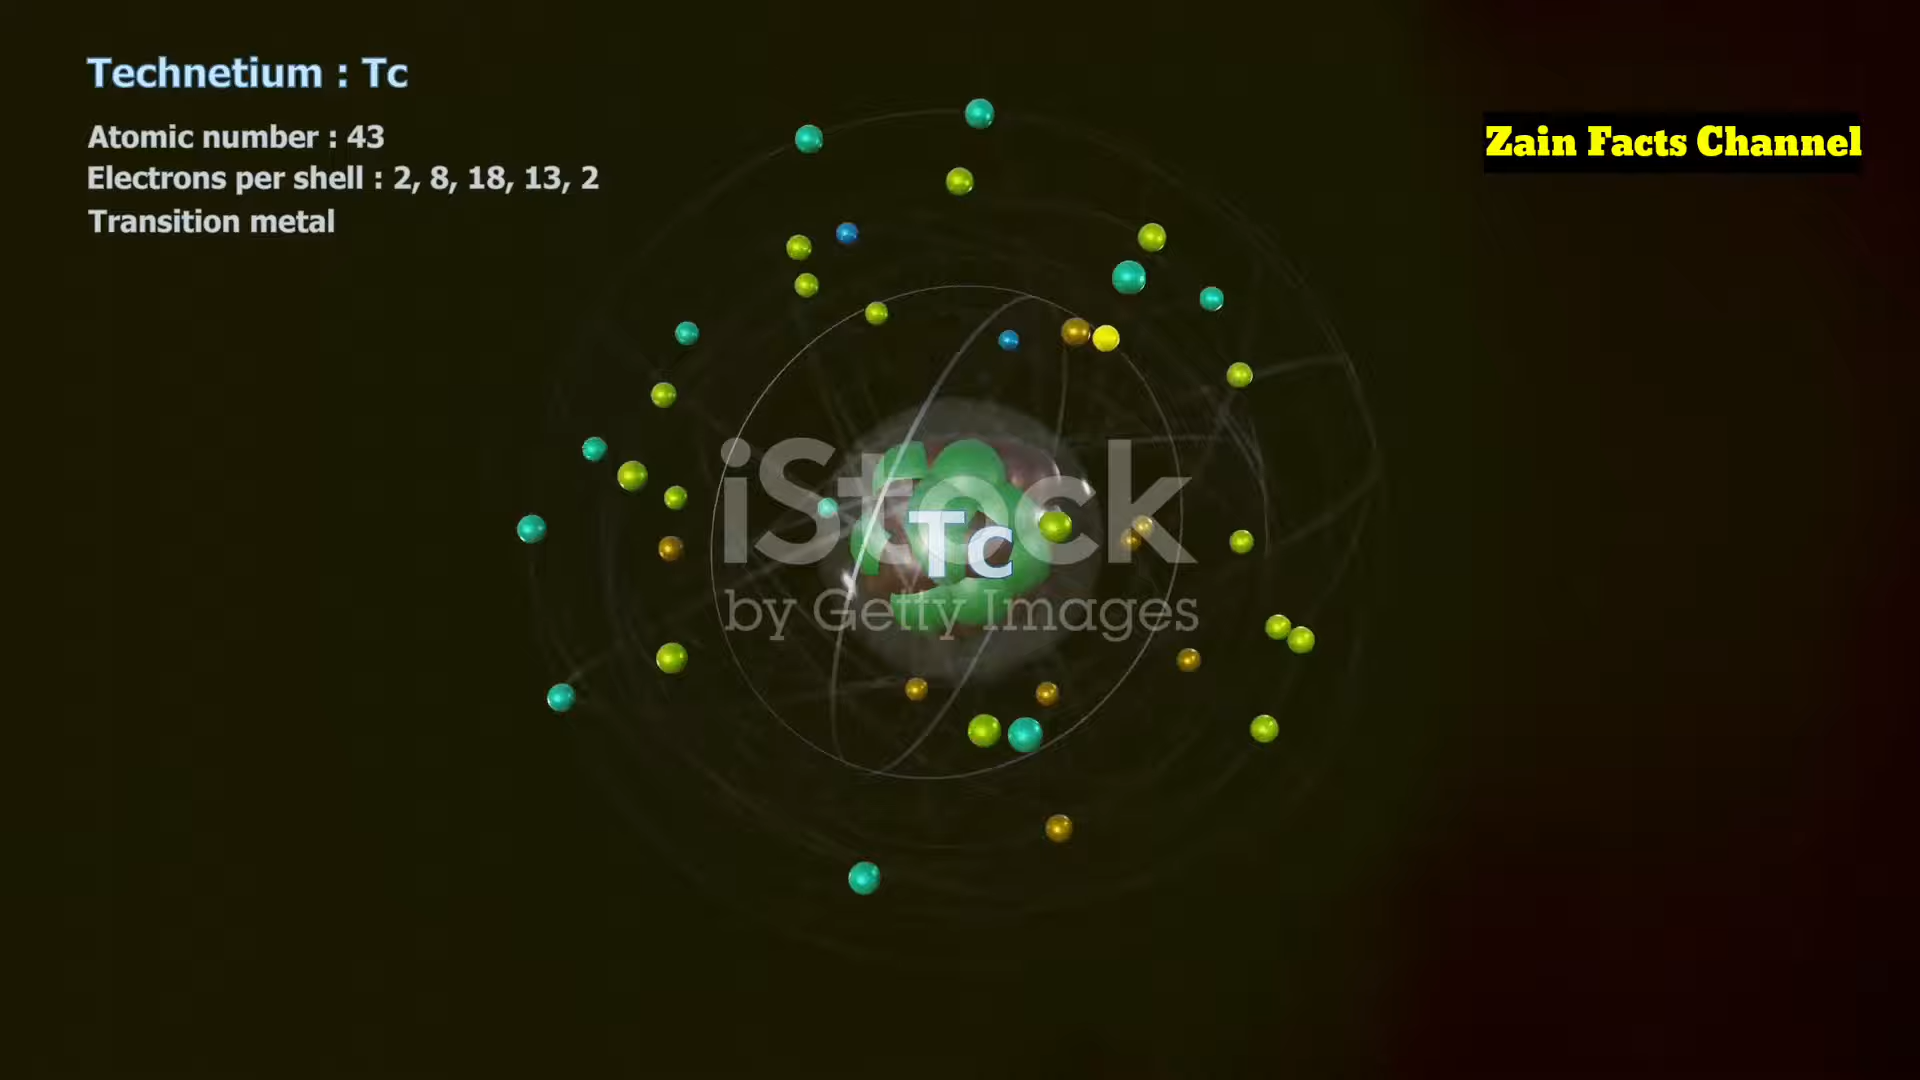 Technetium : Tc
Atomic number : 43
Electrons per shell : 2, 8, 18, 13, 2
Transition metal
Zain Facts Channel
iStock
Tc
by Getty Images